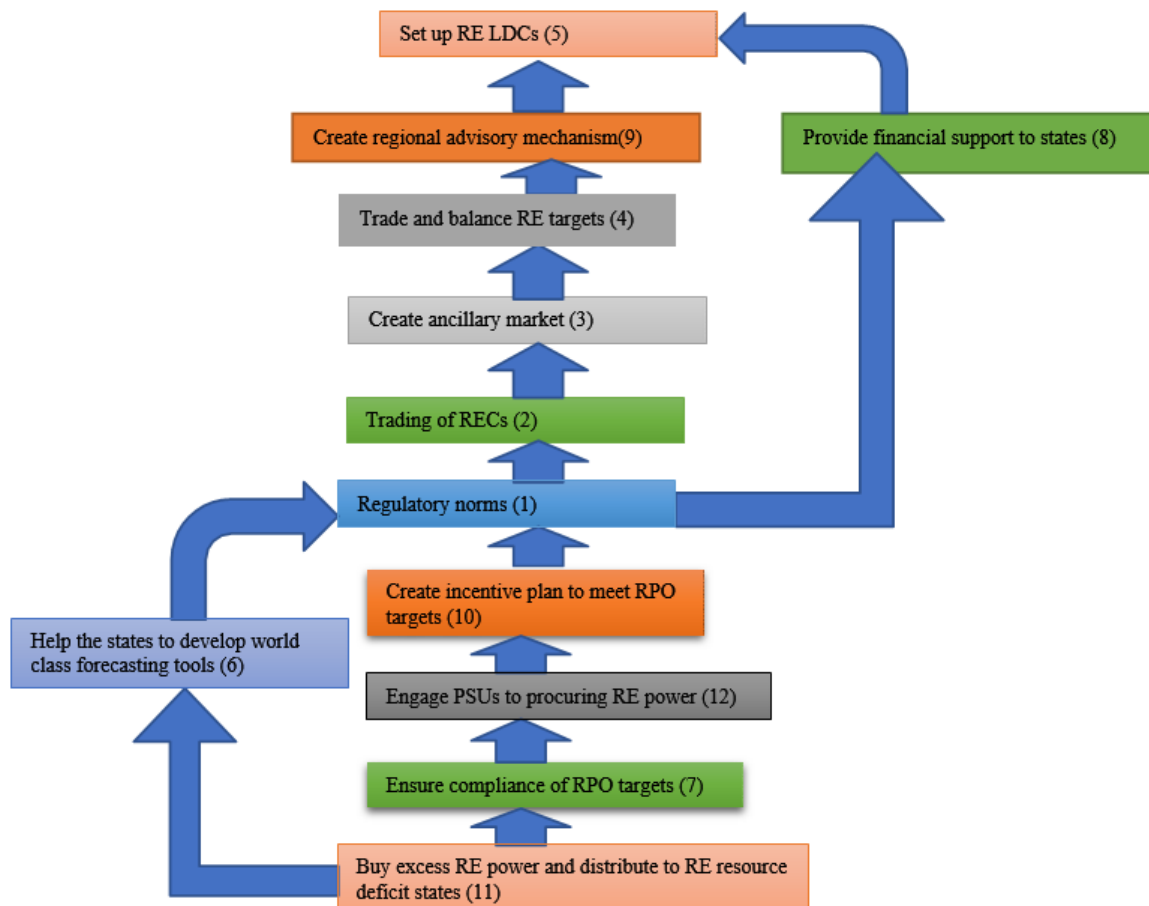 Set up RE LDCs (5)
Create regional advisory mechanism(9)
Provide financial support to states (8)
Trade and balance RE targets (4)
Create ancillary market (3)
Trading of RECs (2)
Regulatory norms (1)
Create incentive plan to meet RPO
targets (10)
Help the states to develop world
class forecasting tools (6)
Engage PSUs to procuring RE power (12)
Ensure compliance of RPO targets (7)
Buy excess RE power and distribute to RE resource
deficit states (11)